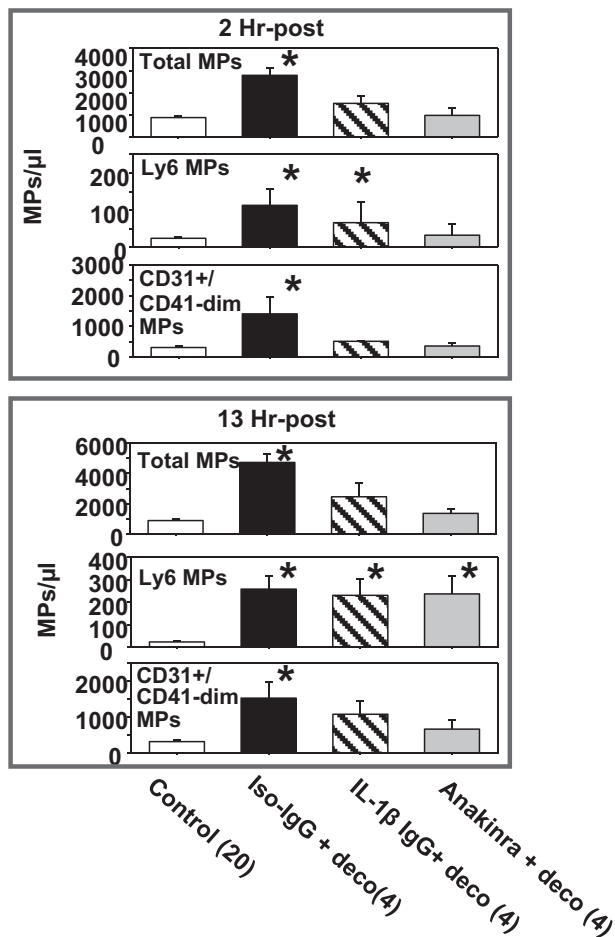 2 Hr-post
MPs/µl
4000
3000
2000
1000
0
Total MPs
*
200
100
0
Ly6 MPs
*
*
3000
2000
1000
0
CD31+/
CD41-dim
MPs
*
13 Hr-post
MPs/µl
6000
4000
2000
0
Total MPs
*
400
300
200
100
0
Ly6 MPs
*
*
*
2000
1000
0
CD31+/
CD41-dim
MPs
*
Control (20)
Iso-IgG + deco(4)
IL-1β IgG+ deco (4)
Anakinra + deco (4)